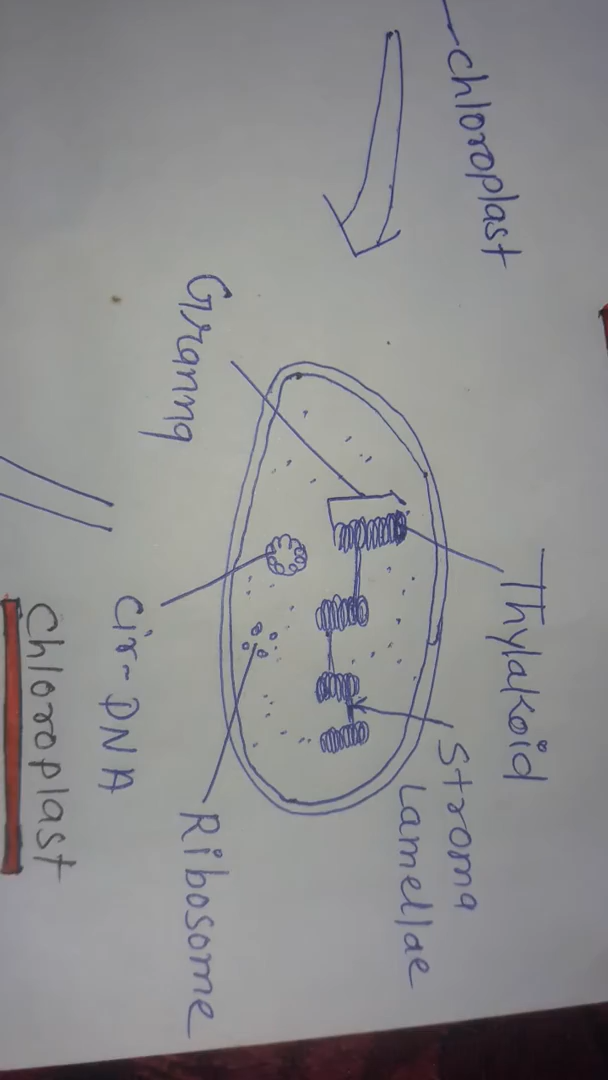 chloroplast
Thylakoid
Stroma
Lamellae
Granna
Cir-DNA
Ribosome
Chloroplast